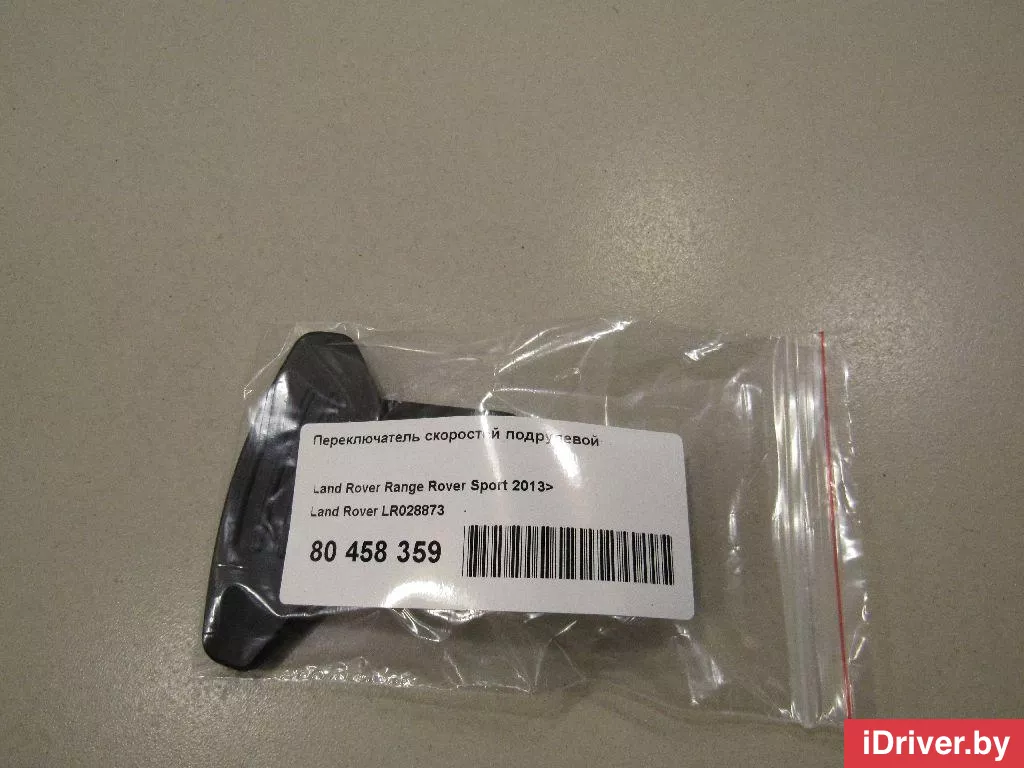 Переключатель скоростей подрулевой
Land Rover Range Rover Sport 2013>
Land Rover LR028873
80 458 359
iDriver.by